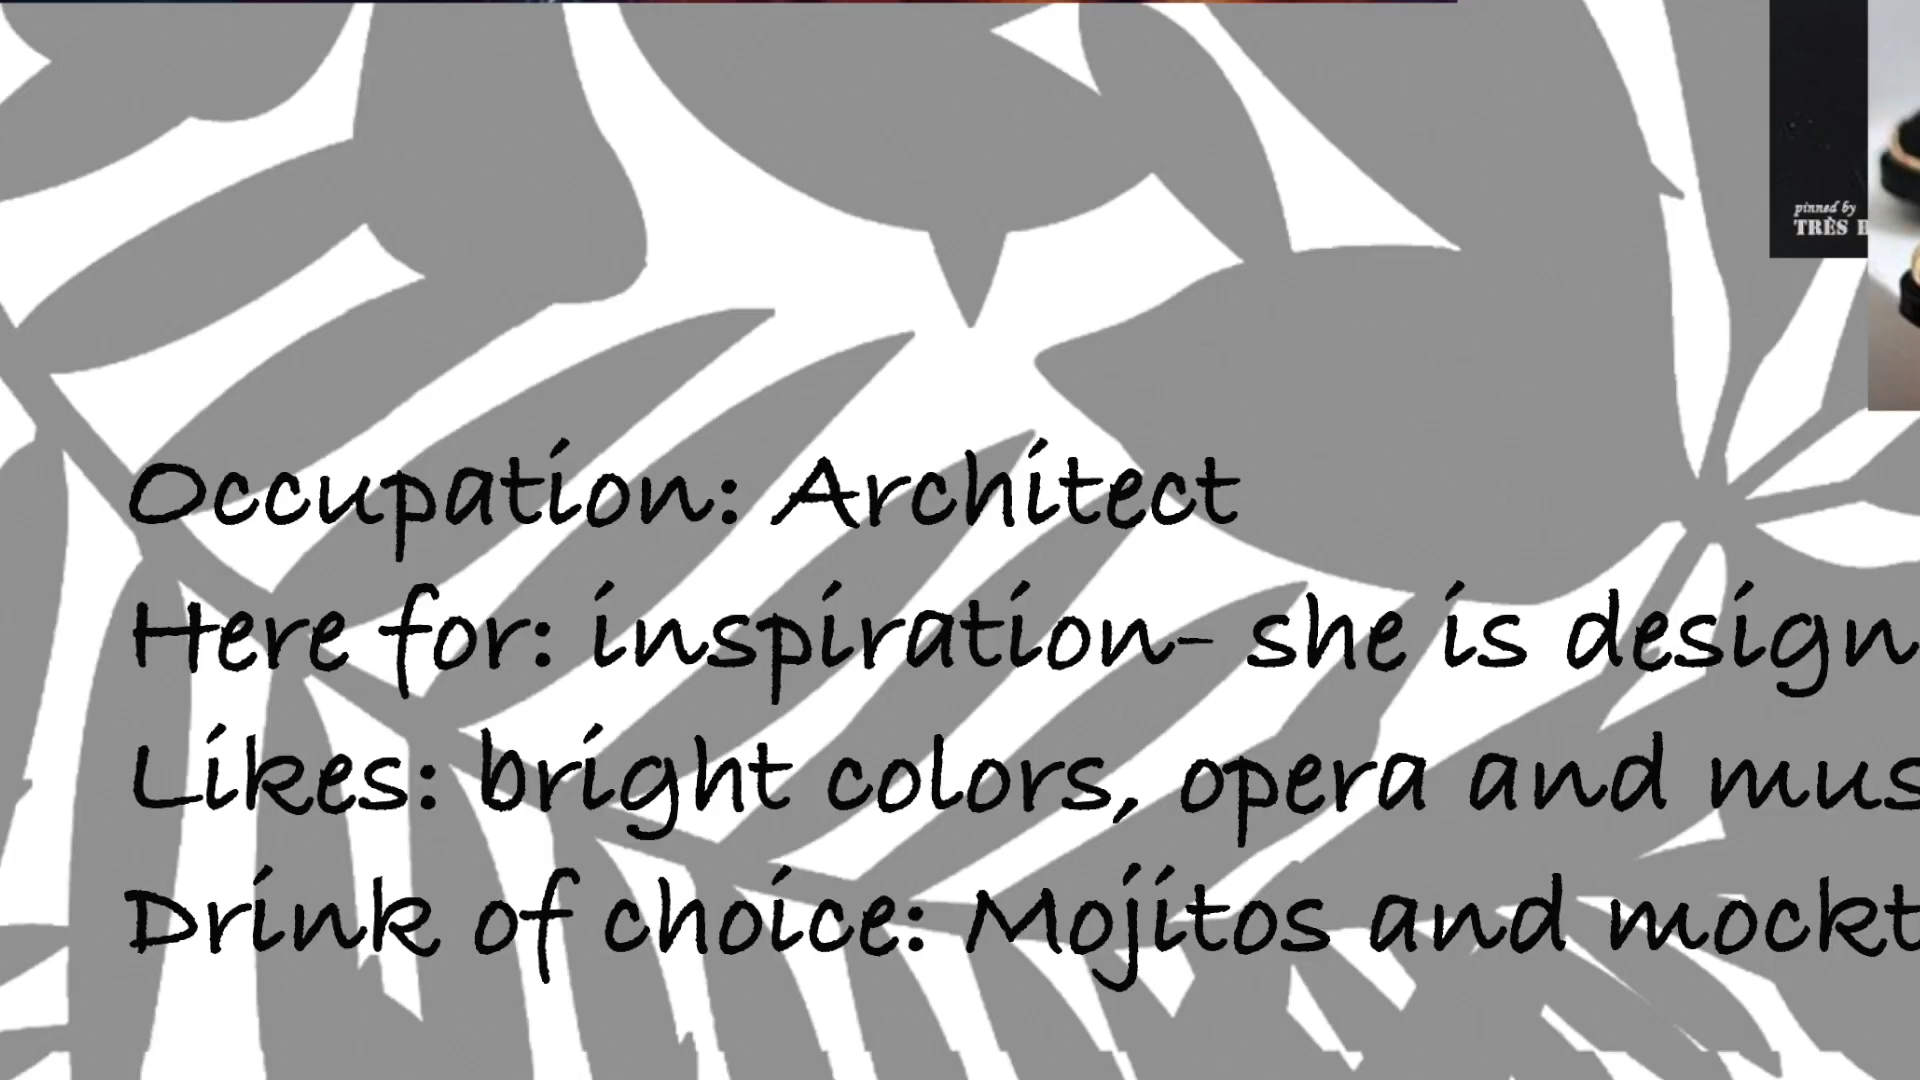 pinned by
TRÈS
Occupation: Architect
Here for: inspiration- she is design
Likes: bright colors, opera and mus
Drink of choice: Mojitos and mockt